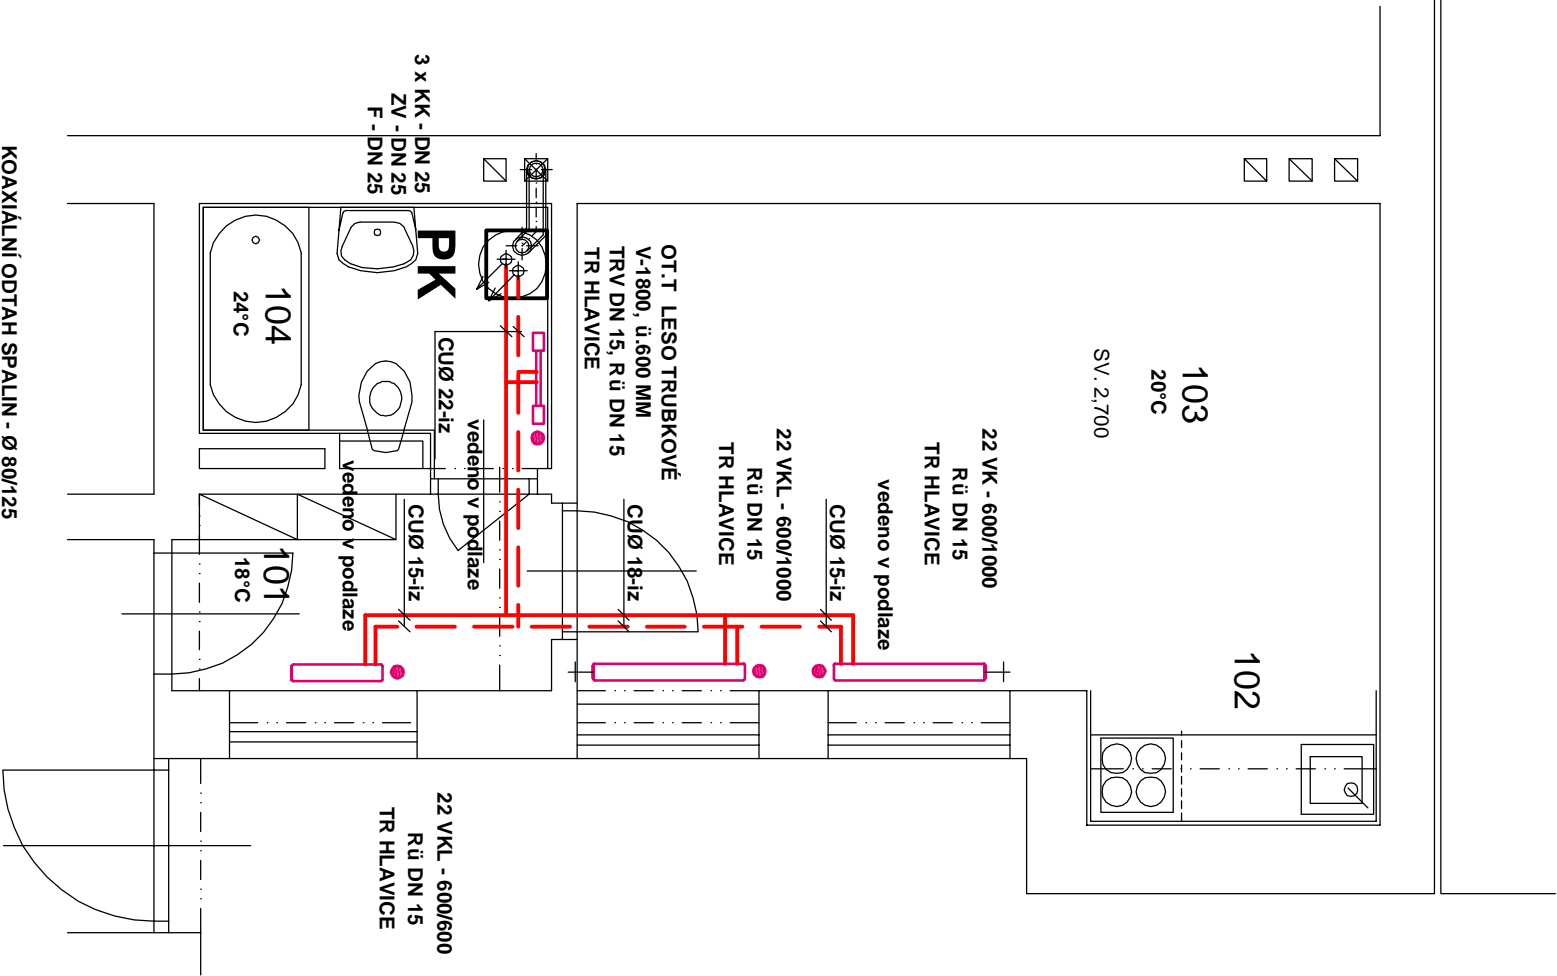 3 x KK - DN 25
ZV - DN 25
F - DN 25
KOAXIÁLNÍ ODTAH SPALIN - Ø 80/125
PK
104
24°C
OT.T LESO TRUBKOVÉ
V-1800, ü.600 MM
TRV DN 15, R ü DN 15
TR HLAVICE
103
20°C
SV. 2,700
CUØ 22-iz
vedeno v podlaze
22 VKL - 600/1000
Rü DN 15
TR HLAVICE
22 VK - 600/1000
Rü DN 15
TR HLAVICE
vedeno v podlaze
CUØ 15-iz
vedeno v podlaze
CUØ 18-iz
CUØ 15-iz
101
18°C
102
22 VKL - 600/600
Rü DN 15
TR HLAVICE